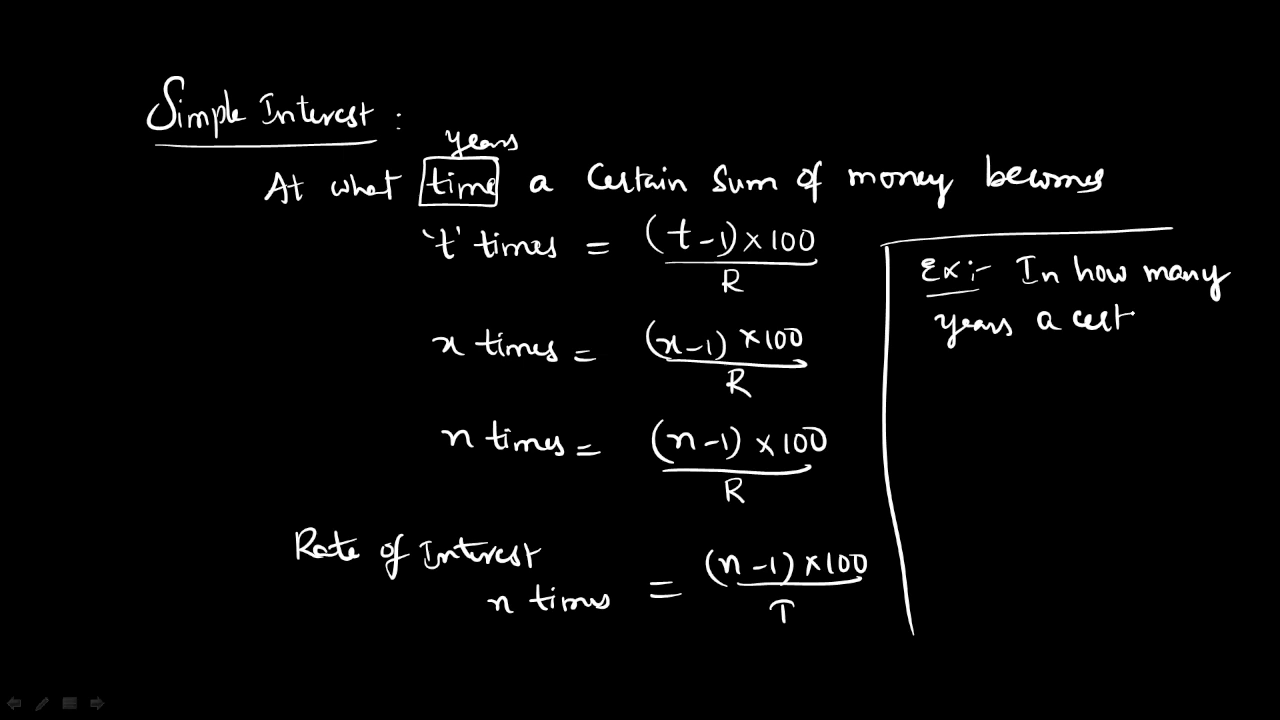 Simple Interest :
years
At what time a certain sum of money becomes
't' times = (t-1) × 100
R
x times = (x-1) × 100
R
n times = (n-1) × 100
R
Rate of Interest
n times = (n-1) × 100
T
Ex:- In how many
years a cert